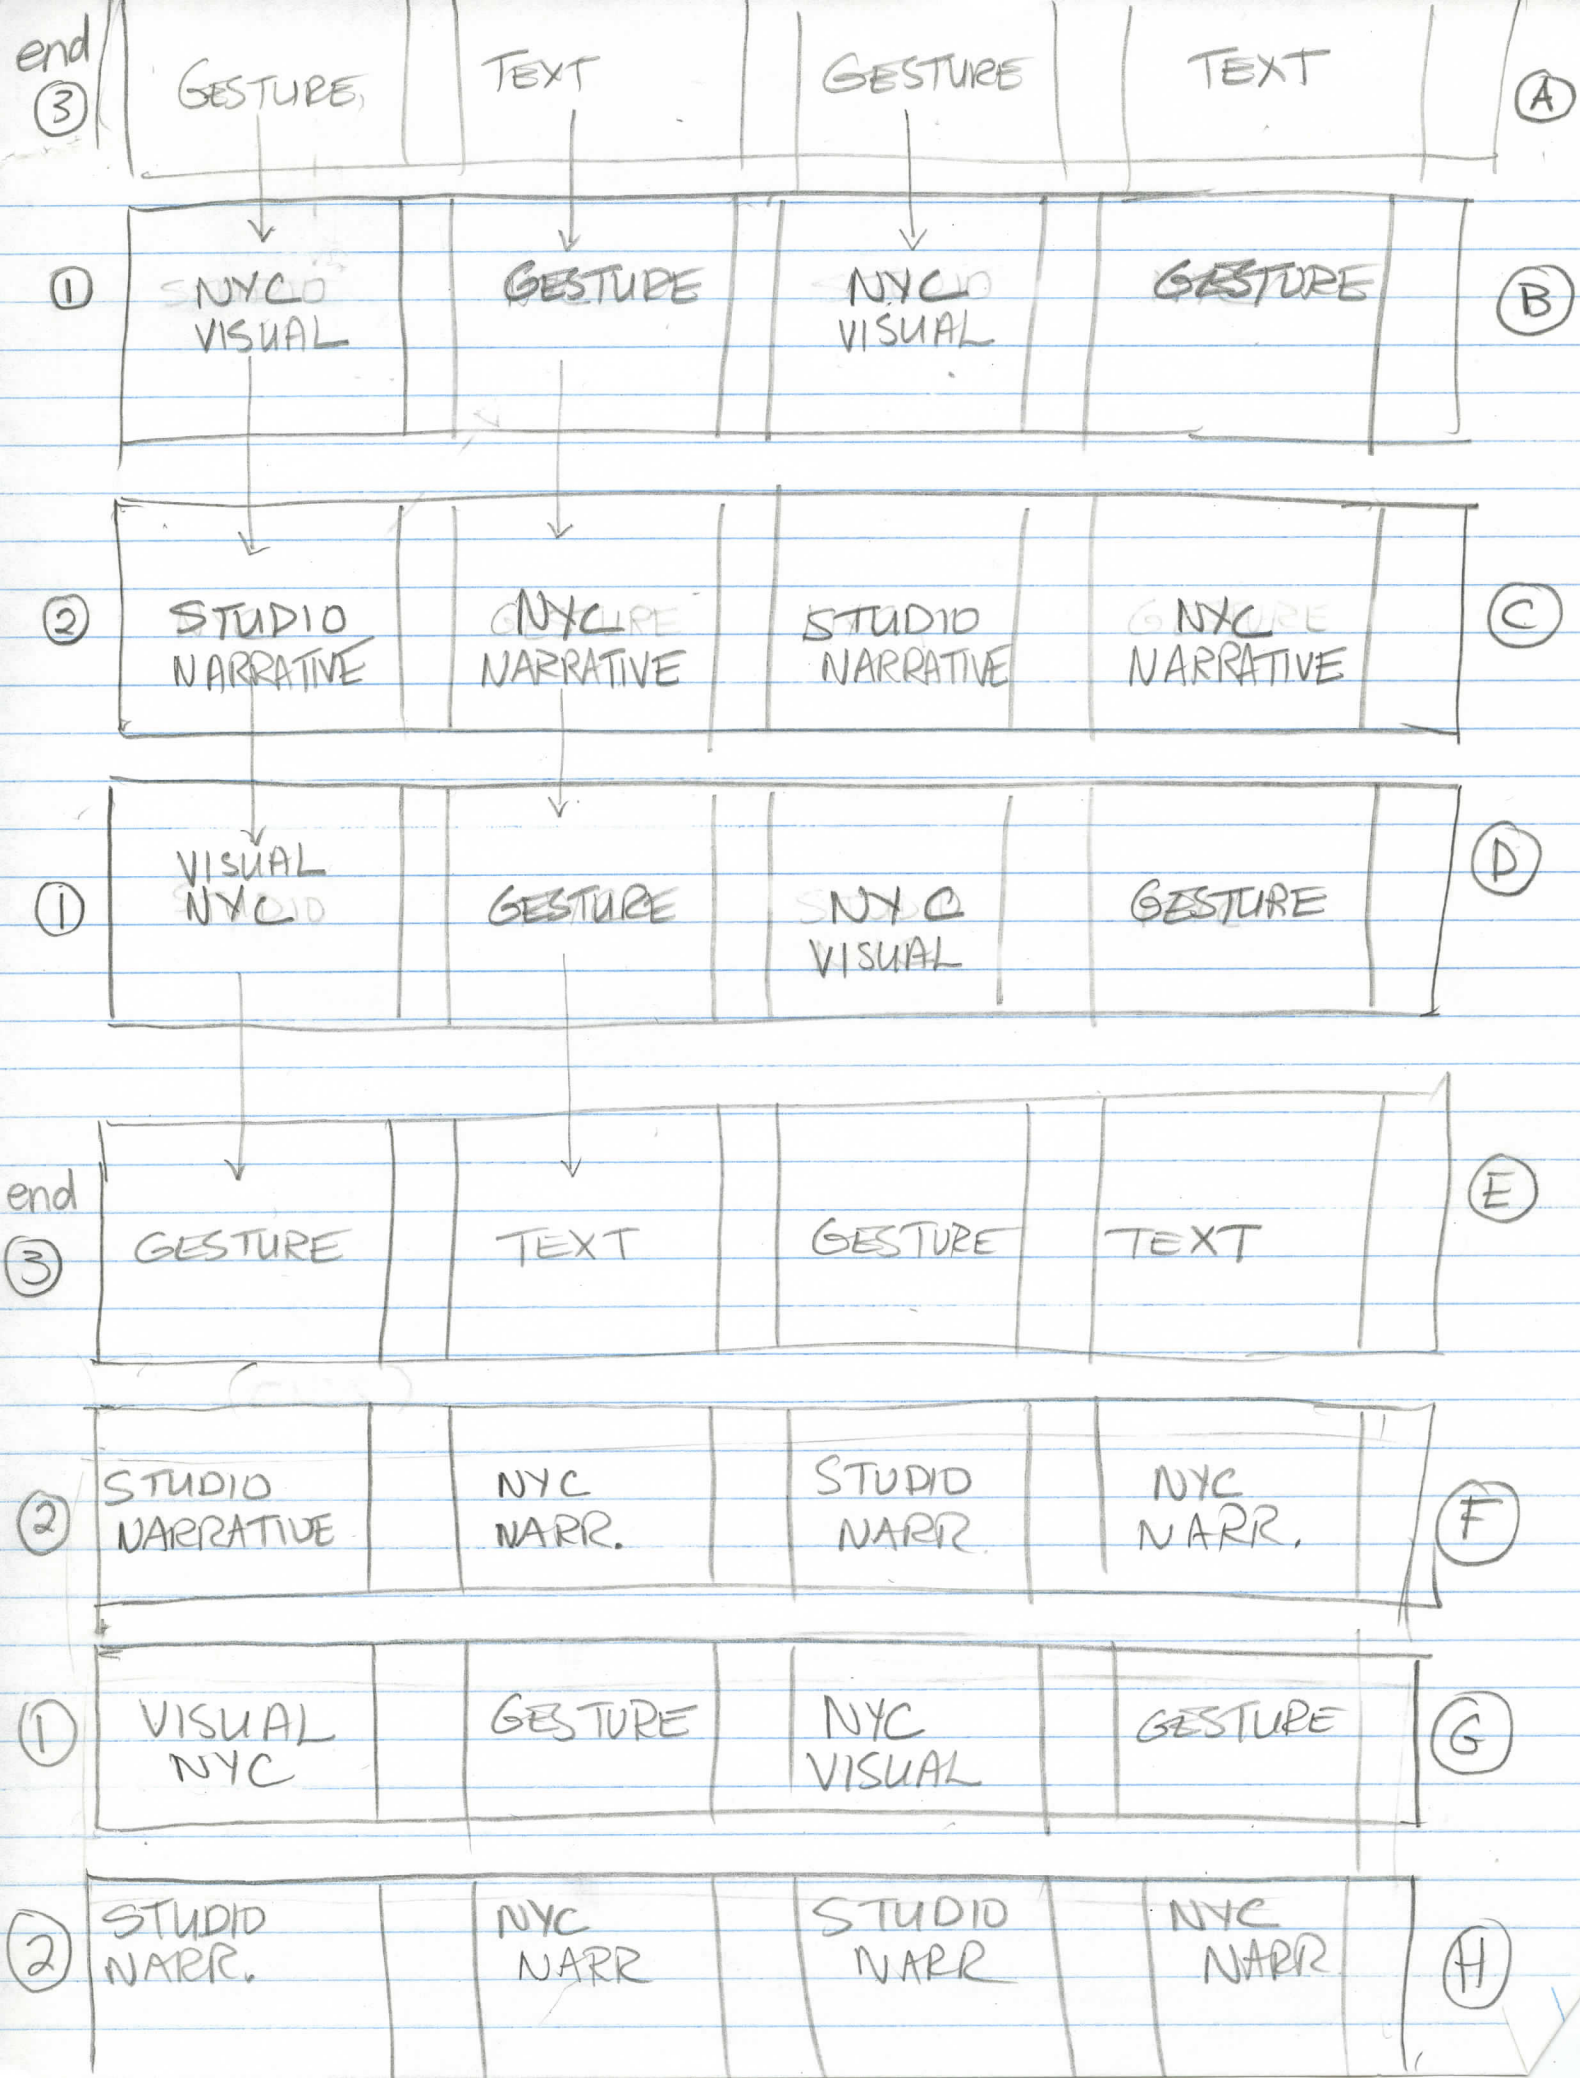 end
③ GESTURE TEXT GESTURE TEXT Ⓐ
① NYC GESTURE NYC GESTURE Ⓑ
VISUAL VISUAL
② STUDIO NYC STUDIO NYC Ⓒ
NARRATIVE NARRATIVE NARRATIVE NARRATIVE
VISUAL Ⓓ
① NYC GESTURE NYC GESTURE
VISUAL
end Ⓔ
③ GESTURE TEXT GESTURE TEXT
STUDIO NYC STUDIO NYC
② NARRATIVE NARR. NARR NARR. Ⓕ
① VISUAL GESTURE NYC GESTURE Ⓖ
NYC VISUAL
STUDIO NYC STUDIO NYC
② NARR. NARR NARR NARR Ⓗ